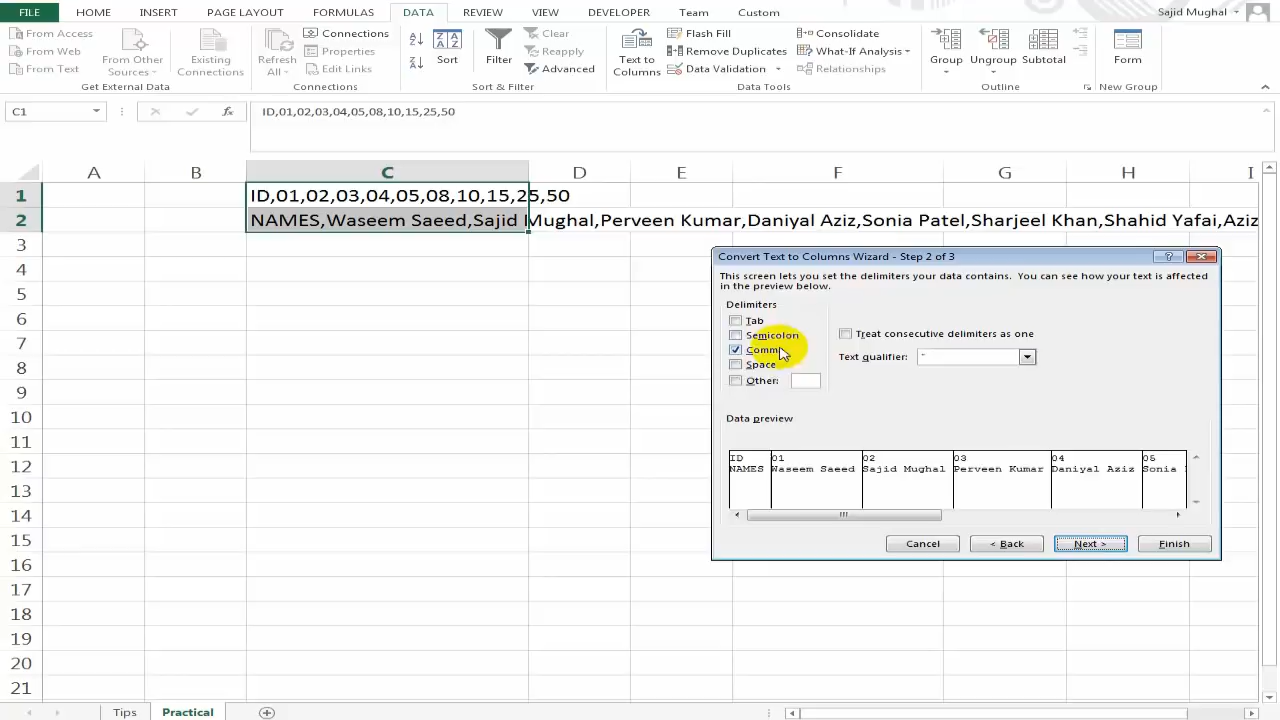 FILE HOME INSERT PAGE LAYOUT FORMULAS DATA REVIEW VIEW DEVELOPER Team Custom Sajid Mughal
From Access
From Web
From Text
From Other Sources
Existing Connections
Refresh All
Connections
Properties
Edit Links
Sort
Filter
Clear
Reapply
Advanced
Text to Columns
Flash Fill
Remove Duplicates
Data Validation
Consolidate
What-If Analysis
Relationships
Group
Ungroup
Subtotal
Form
Get External Data Connections Sort & Filter Data Tools Outline New Group
C1 fx ID,01,02,03,04,05,08,10,15,25,50
A B C D E F G H I
1 ID,01,02,03,04,05,08,10,15,25,50
2 NAMES,Waseem Saeed,Sajid Mughal,Perveen Kumar,Daniyal Aziz,Sonia Patel,Sharjeel Khan,Shahid Yafai,Aziz
3
4
5
6
7
8
9
10
11
12
13
14
15
16
17
18
19
20
21
Convert Text to Columns Wizard - Step 2 of 3
This screen lets you set the delimiters your data contains. You can see how your text is affected
in the preview below.
Delimiters
Tab
Semicolon
Comm
Space
Other:
Treat consecutive delimiters as one
Text qualifier: "
Data preview
ID 01 02 03 04 05
NAMES Waseem Saeed Sajid Mughal Perveen Kumar Daniyal Aziz Sonia
Cancel < Back Next > Finish
Tips Practical